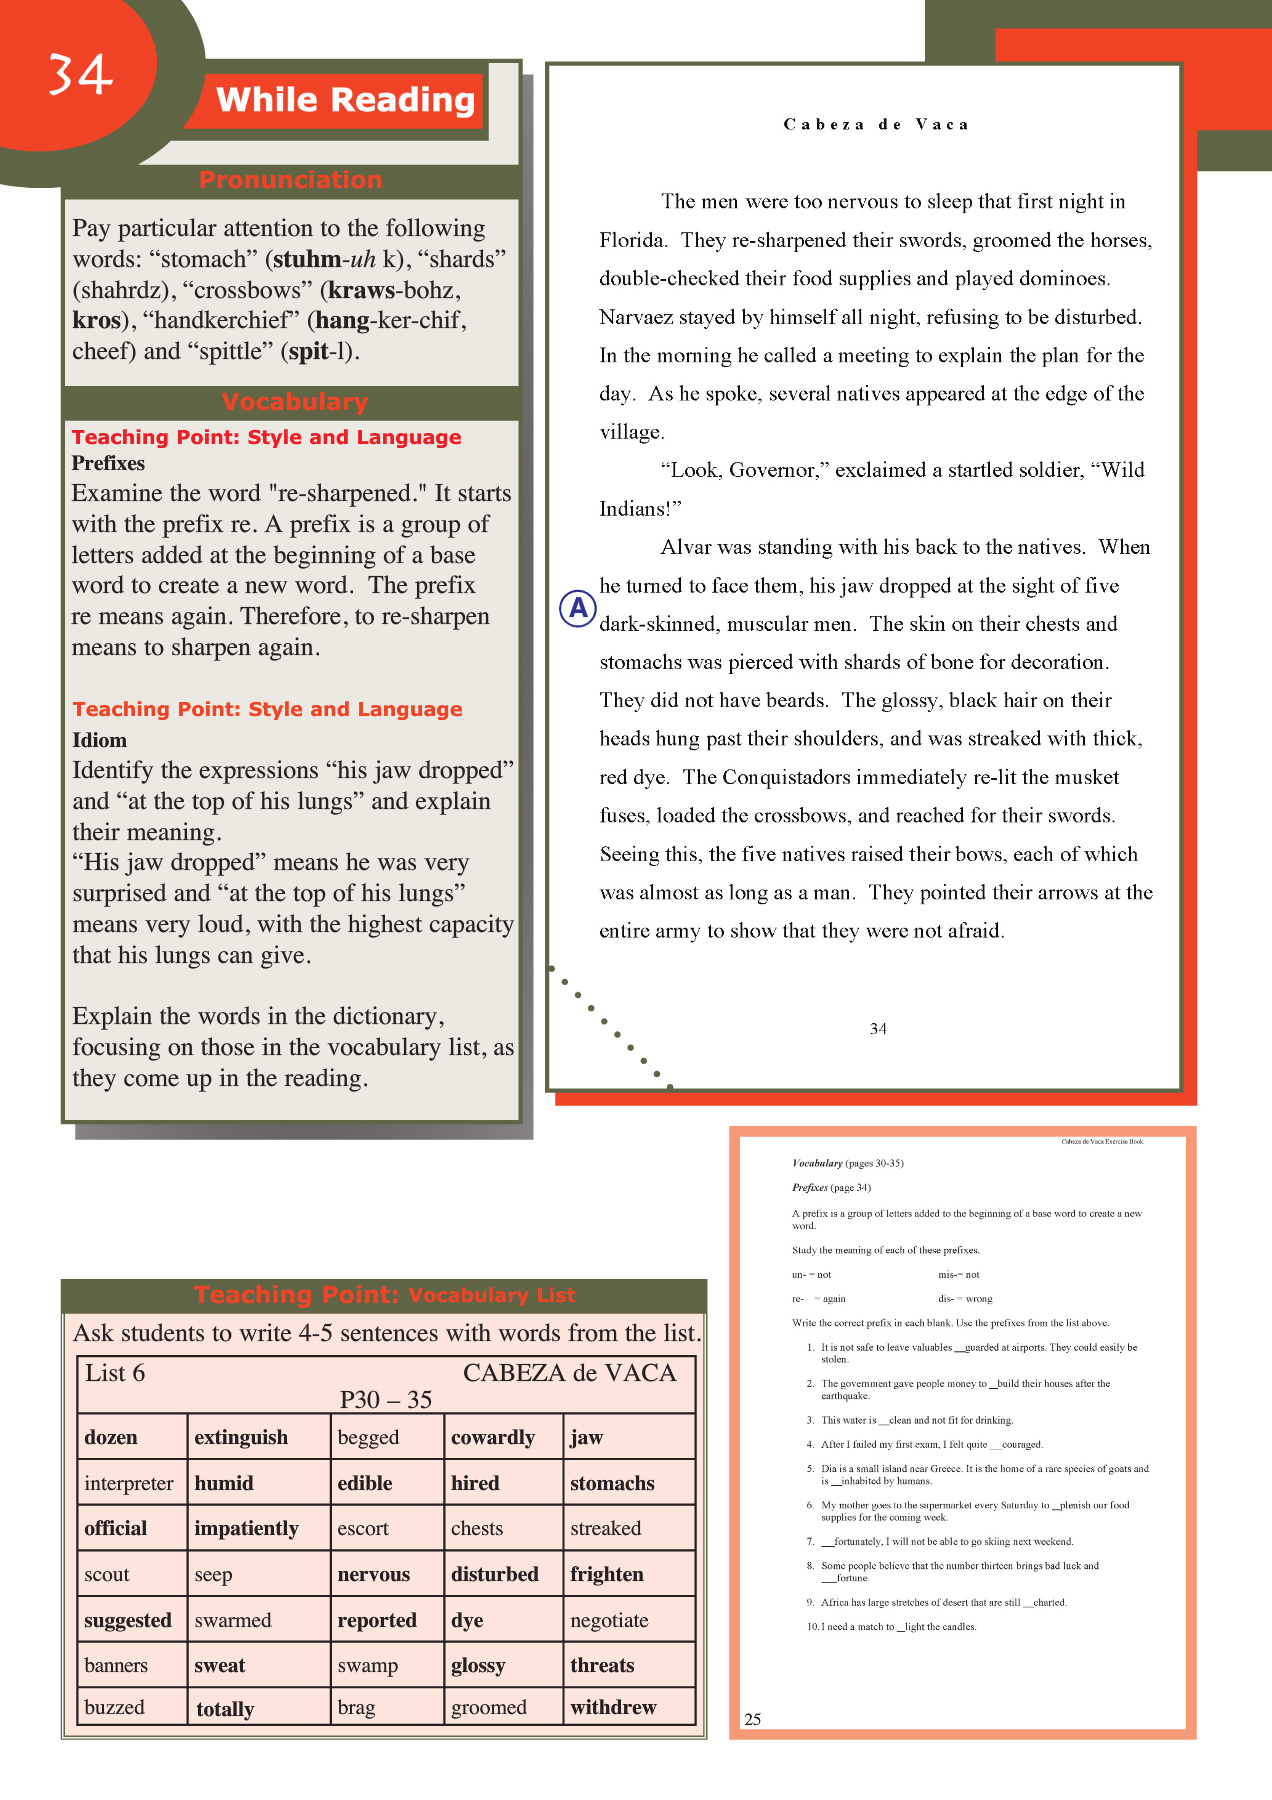 34
While Reading
Pronunciation
Pay particular attention to the following
words: “stomach” (stuhm-uh k), “shards”
(shahrdz), “crossbows” (kraws-bohz,
kros), “handkerchief” (hang-ker-chif,
cheef) and “spittle” (spit-l).
Vocabulary
Teaching Point: Style and Language
Prefixes
Examine the word "re-sharpened." It starts
with the prefix re. A prefix is a group of
letters added at the beginning of a base
word to create a new word.  The prefix
re means again. Therefore, to re-sharpen
means to sharpen again.
Teaching Point: Style and Language
Idiom
Identify the expressions “his jaw dropped”
and “at the top of his lungs” and explain
their meaning.
“His jaw dropped” means he was very
surprised and “at the top of his lungs”
means very loud, with the highest capacity
that his lungs can give.
Explain the words in the dictionary,
focusing on those in the vocabulary list, as
they come up in the reading.
Cabeza de Vaca
The men were too nervous to sleep that first night in
Florida.  They re-sharpened their swords, groomed the horses,
double-checked their food supplies and played dominoes.
Narvaez stayed by himself all night, refusing to be disturbed.
In the morning he called a meeting to explain the plan for the
day.  As he spoke, several natives appeared at the edge of the
village.
“Look, Governor,” exclaimed a startled soldier, “Wild
Indians!”
Alvar was standing with his back to the natives.  When
he turned to face them, his jaw dropped at the sight of five
A
dark-skinned, muscular men.  The skin on their chests and
stomachs was pierced with shards of bone for decoration.
They did not have beards.  The glossy, black hair on their
heads hung past their shoulders, and was streaked with thick,
red dye.  The Conquistadors immediately re-lit the musket
fuses, loaded the crossbows, and reached for their swords.
Seeing this, the five natives raised their bows, each of which
was almost as long as a man.  They pointed their arrows at the
entire army to show that they were not afraid.
34
Teaching Point: Vocabulary List
Ask students to write 4-5 sentences with words from the list.
List 6 CABEZA de VACA
P30 – 35
dozen extinguish begged cowardly jaw
interpreter humid edible hired stomachs
official impatiently escort chests streaked
scout seep nervous disturbed frighten
suggested swarmed reported dye negotiate
banners sweat swamp glossy threats
buzzed totally brag groomed withdrew
Cabeza de Vaca Exercise Book
Vocabulary (pages 30-35)
Prefixes (page 34)
A prefix is a group of letters added to the beginning of a base word to create a new
word.
Study the meaning of each of these prefixes.
un- = not mis-= not
re- = again dis- = wrong
Write the correct prefix in each blank. Use the prefixes from the list above.
1. It is not safe to leave valuables __guarded at airports. They could easily be
stolen.
2. The government gave people money to __build their houses after the
earthquake.
3. This water is __clean and not fit for drinking.
4. After I failed my first exam, I felt quite __couraged.
5. Dia is a small island near Greece. It is the home of a rare species of goats and
is __inhabited by humans.
6. My mother goes to the supermarket every Saturday to __plenish our food
supplies for the coming week.
7. __fortunately, I will not be able to go skiing next weekend.
8. Some people believe that the number thirteen brings bad luck and
___fortune.
9. Africa has large stretches of desert that are still __charted.
10. I need a match to _light the candles.
25